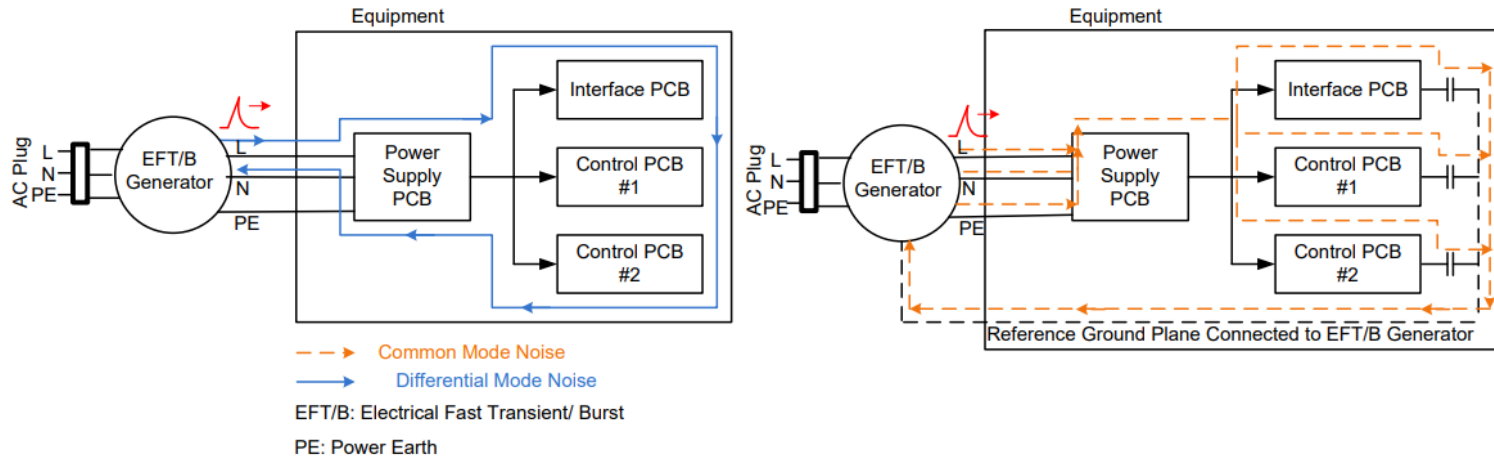 Equipment
Interface PCB
EFT/B
Generator
AC Plug
L
N
PE
L
N
PE
Power
Supply
PCB
Control PCB
#1
Control PCB
#2
Common Mode Noise
Differential Mode Noise
EFT/B: Electrical Fast Transient/ Burst
PE: Power Earth
Equipment
Interface PCB
EFT/B
Generator
AC Plug
L
N
PE
L
N
PE
Power
Supply
PCB
Control PCB
#1
Control PCB
#2
Reference Ground Plane Connected to EFT/B Generator